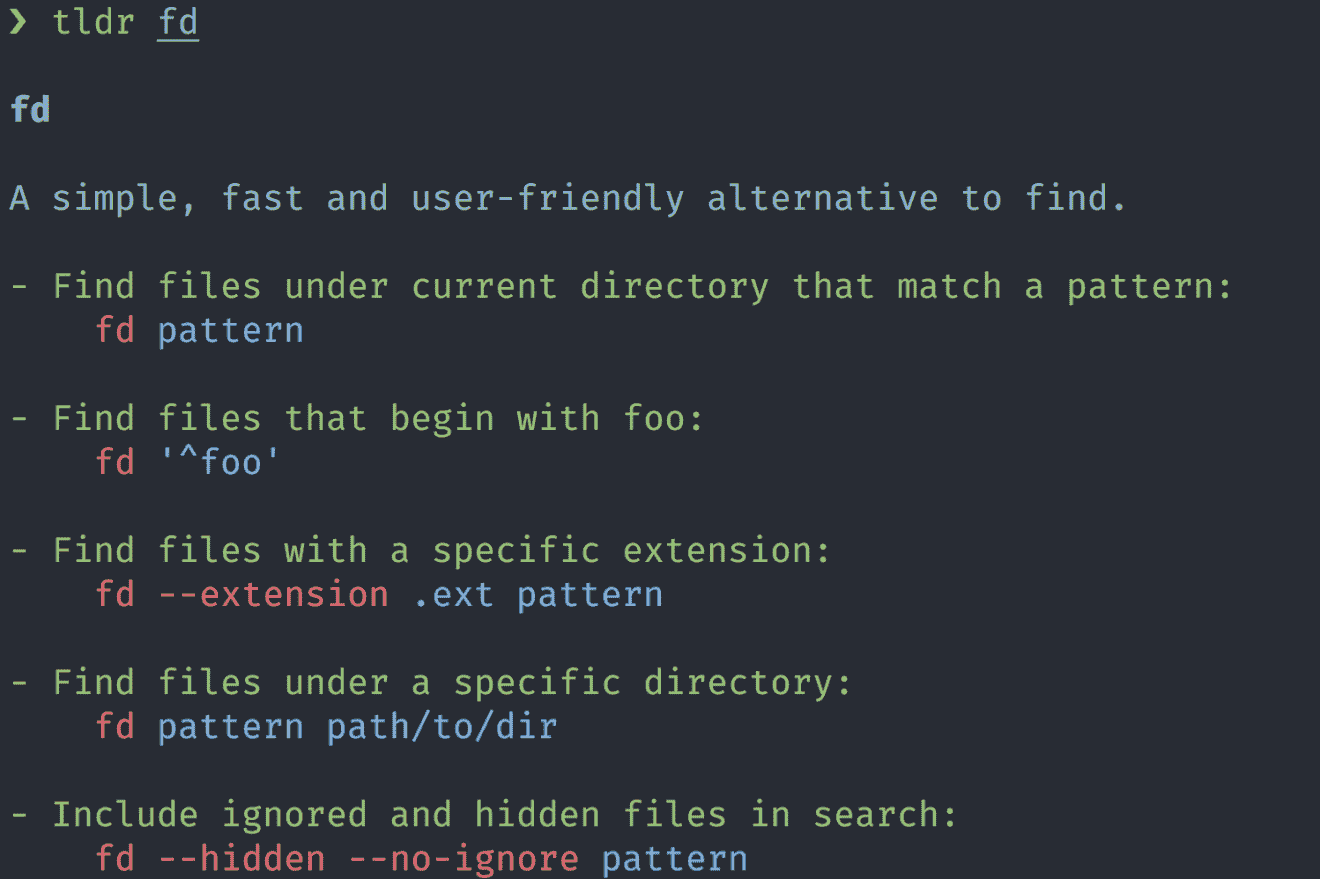 ❯ tldr fd
fd
A simple, fast and user-friendly alternative to find.
- Find files under current directory that match a pattern:
fd pattern
- Find files that begin with foo:
fd '^foo'
- Find files with a specific extension:
fd --extension .ext pattern
- Find files under a specific directory:
fd pattern path/to/dir
- Include ignored and hidden files in search:
fd --hidden --no-ignore pattern